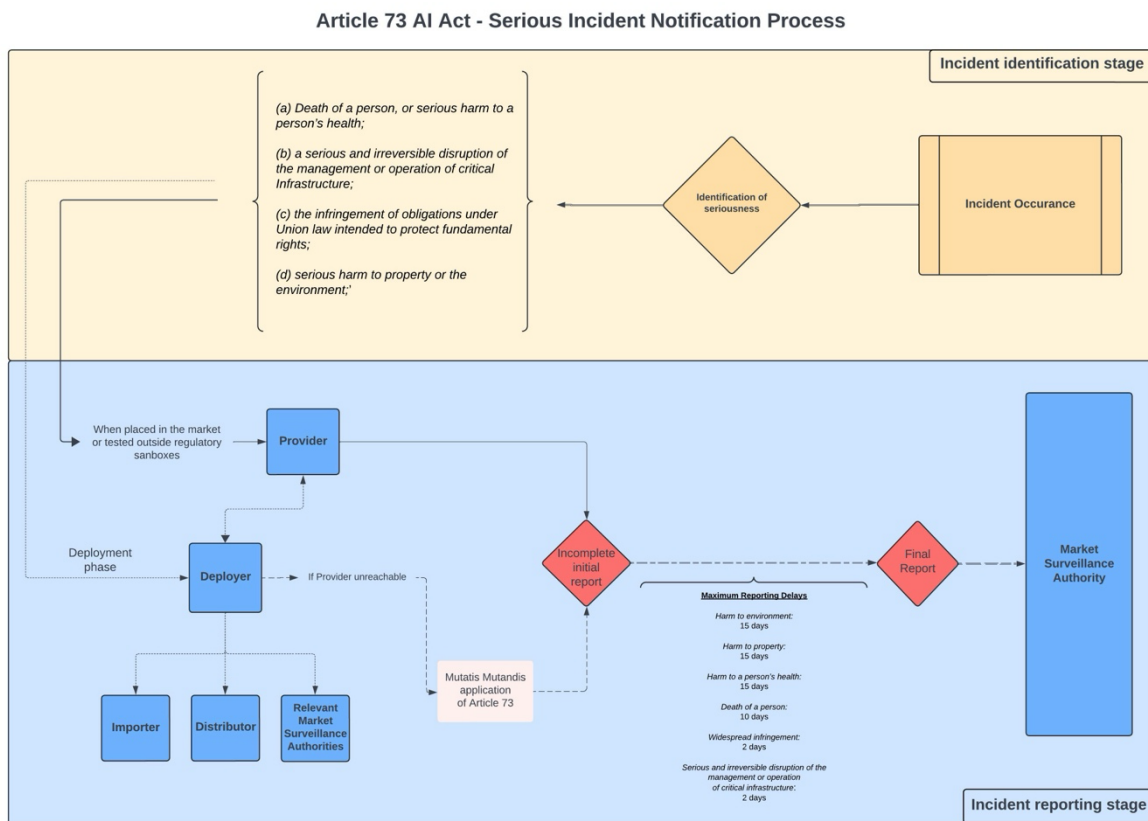 Article 73 AI Act - Serious Incident Notification Process
Incident identification stage
(a) Death of a person, or serious harm to a
person's health;
(b) a serious and irreversible disruption of
the management or operation of critical
Infrastructure;
(c) the infringement of obligations under
Union law intended to protect fundamental
rights;
(d) serious harm to property or the
environment;'
Identification of
seriousness
Incident Occurance
When placed in the market
or tested outside regulatory
sanboxes
Provider
Deployment
phase
Deployer
If Provider unreachable
Importer
Distributor
Relevant
Market
Surveillance
Authorities
Mutatis Mutandis
application
of Article 73
Incomplete
initial
report
Maximum Reporting Delays
Harm to environment:
15 days
Harm to property:
15 days
Harm to a person's health:
15 days
Death of a person:
10 days
Widespread infringement:
2 days
Serious and irreversible disruption of the
management or operation
of critical infrastructure:
2 days
Final
Report
Market
Surveillance
Authority
Incident reporting stage